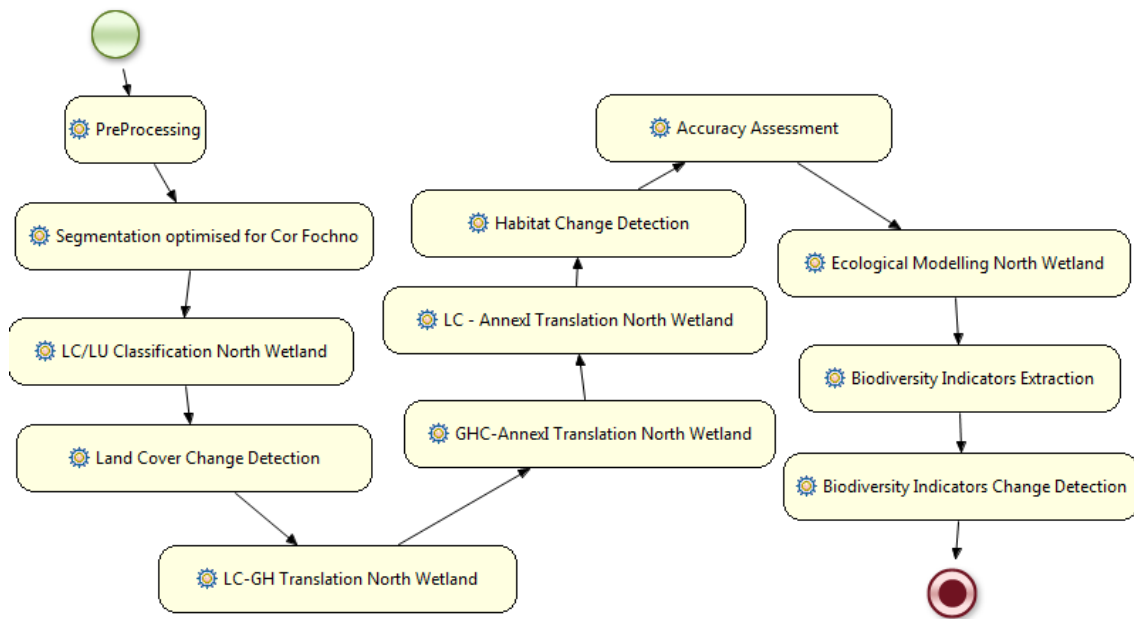 PreProcessing
Segmentation optimised for Cor Fochno
LC/LU Classification North Wetland
Land Cover Change Detection
LC-GH Translation North Wetland
GHC-AnnexI Translation North Wetland
LC - AnnexI Translation North Wetland
Habitat Change Detection
Accuracy Assessment
Ecological Modelling North Wetland
Biodiversity Indicators Extraction
Biodiversity Indicators Change Detection